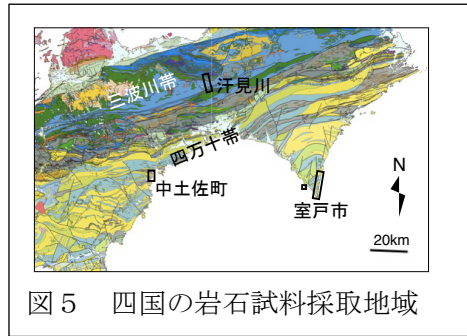 三波川帯
汗見川
四万十帯
中土佐町
室戸市
N
20km
図５　四国の岩石試料採取地域